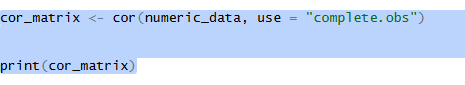 cor_matrix <- cor(numeric_data, use = "complete.obs")
print(cor_matrix)